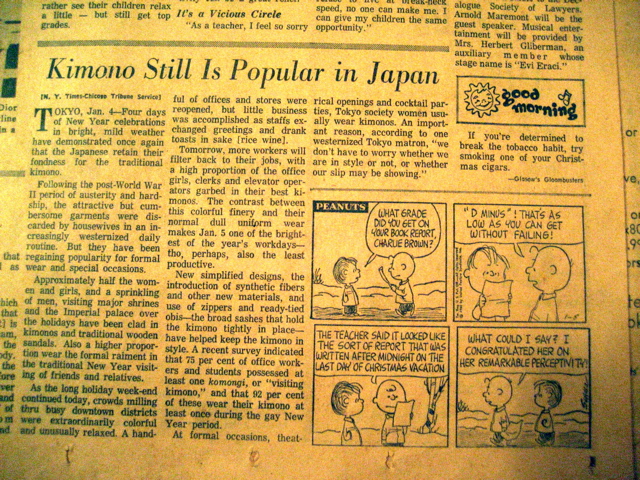 rather see their children relax
a little — but still get top
grades.
It's a Vicious Circle
"As a teacher, I feel so sorry
speed, no one can make me. I
can give my children the same
opportunity."
alogue Society of Lawyers.
Arnold Maremont will be the
guest speaker. Musical enter-
tainment will be provided by
Mrs. Herbert Gliberman, an
auxiliary member whose
stage name is "Evi Eraci."
Kimono Still Is Popular in Japan
[N. Y. Times-Chicago Tribune Service]
TOKYO, Jan. 4—Four days
of New Year celebrations
in bright, mild weather
have demonstrated once again
that the Japanese retain their
fondness for the traditional
kimono.
Following the post-World War
II period of austerity and hard-
ship, the attractive but cum-
bersome garments were dis-
carded by housewives in an in-
creasingly westernized daily
routine. But they have been
regaining popularity for formal
wear and special occasions.
Approximately half the wom-
en and girls, and a sprinkling
of men, visiting major shrines
and the Imperial palace over
the holidays have been clad in
kimonos and traditional wooden
sandals. Also a higher propor-
tion wear the formal raiment in
the traditional New Year visit-
ing of friends and relatives.
As the long holiday week-end
continued today, crowds milling
thru busy downtown districts
were extraordinarily colorful
and unusually relaxed. A hand-
ful of offices and stores were
reopened, but little business
was accomplished as staffs ex-
changed greetings and drank
toasts in sake [rice wine].
Tomorrow, more workers will
filter back to their jobs, with
a high proportion of the office
girls, clerks and elevator oper-
ators garbed in their best ki-
monos. The contrast between
this colorful finery and their
normal dull uniform wear
makes Jan. 5 one of the bright-
est of the year's workdays—
tho, perhaps, also the least
productive.
New simplified designs, the
introduction of synthetic fibers
and other new materials, and
use of zippers and ready-tied
obis—the broad sashes that hold
the kimono tightly in place—
have helped keep the kimono in
style. A recent survey indicated
that 75 per cent of office work-
ers and students possessed at
least one komongi, or "visiting
kimono," and that 92 per cent
of these wear their kimono at
least once during the gay New
Year period.
At formal occasions, theat-
rical openings and cocktail par-
ties, Tokyo society women usu-
ally wear kimonos. An impor-
tant reason, according to one
westernized Tokyo matron, "we
don't have to worry whether we
are in style or not, or whether
our slip may be showing."
good
morning
If you're determined to
break the tobacco habit, try
smoking one of your Christ-
mas cigars.
—Glosea's Gloombusters
PEANUTS
WHAT GRADE
DID YOU GET ON
YOUR BOOK REPORT,
CHARLIE BROWN?
"D MINUS"! THATS AS
LOW AS YOU CAN GET
WITHOUT FAILING!
1-5
THE TEACHER SAID IT LOOKED LIKE
THE SORT OF REPORT THAT WAS
WRITTEN AFTER MIDNIGHT ON THE
LAST DAY OF CHRISTMAS VACATION
WHAT COULD I SAY? I
CONGRATULATED HER ON
HER REMARKABLE PERCEPTIVITY!